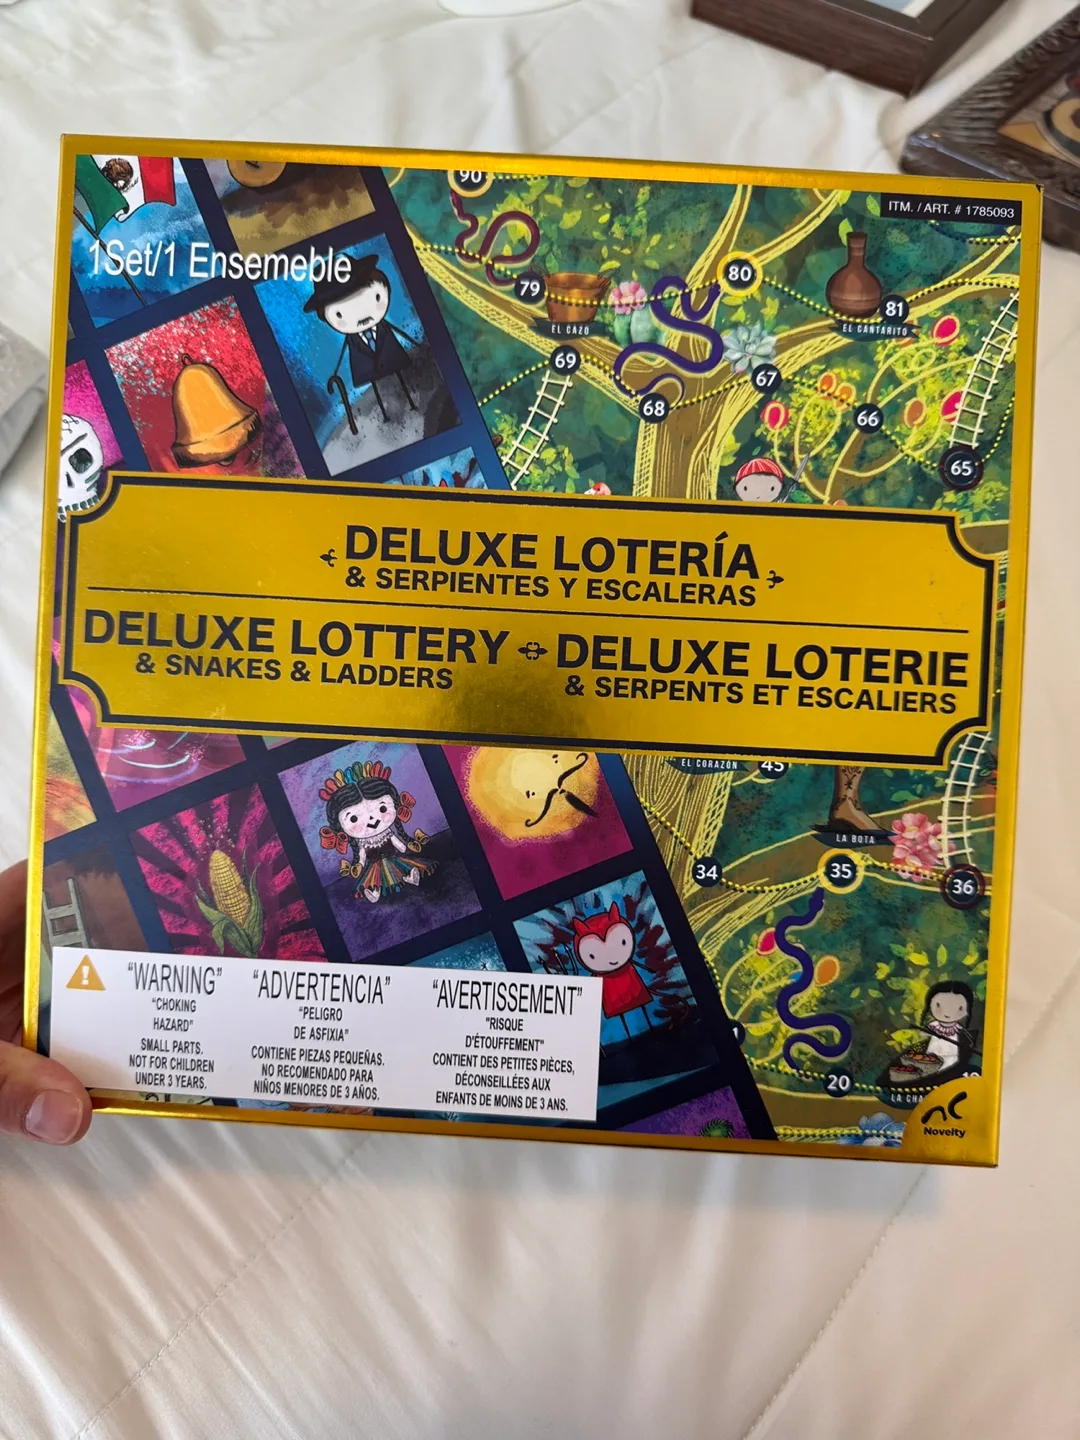 90
ITM. / ART. # 1785093
1Set/1 Ensemeble
79
80
81
EL CAZO
EL CANTARITO
69
67
68
66
65
DELUXE LOTERÍA
& SERPIENTES Y ESCALERAS
DELUXE LOTTERY
& SNAKES & LADDERS
DELUXE LOTERIE
& SERPENTS ET ESCALIERS
EL CORAZÓN
45
LA BOTA
34
35
36
"WARNING"
"CHOKING
HAZARD"
SMALL PARTS.
NOT FOR CHILDREN
UNDER 3 YEARS.
"ADVERTENCIA"
"PELIGRO
DE ASFIXIA"
CONTIENE PIEZAS PEQUEÑAS.
NO RECOMENDADO PARA
NIÑOS MENORES DE 3 AÑOS.
"AVERTISSEMENT"
"RISQUE
D'ÉTOUFFEMENT"
CONTIENT DES PETITES PIÈCES,
DÉCONSEILLÉES AUX
ENFANTS DE MOINS DE 3 ANS.
20
LA CHA
Novelty